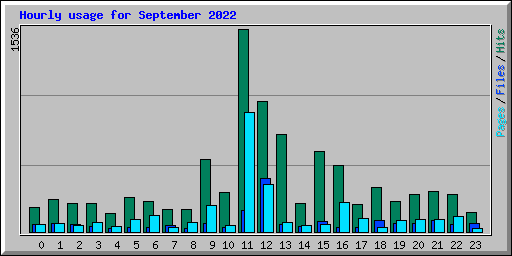 Hourly usage for September 2022
1536
Pages/Files/Hits
0 1 2 3 4 5 6 7 8 9 10 11 12 13 14 15 16 17 18 19 20 21 22 23